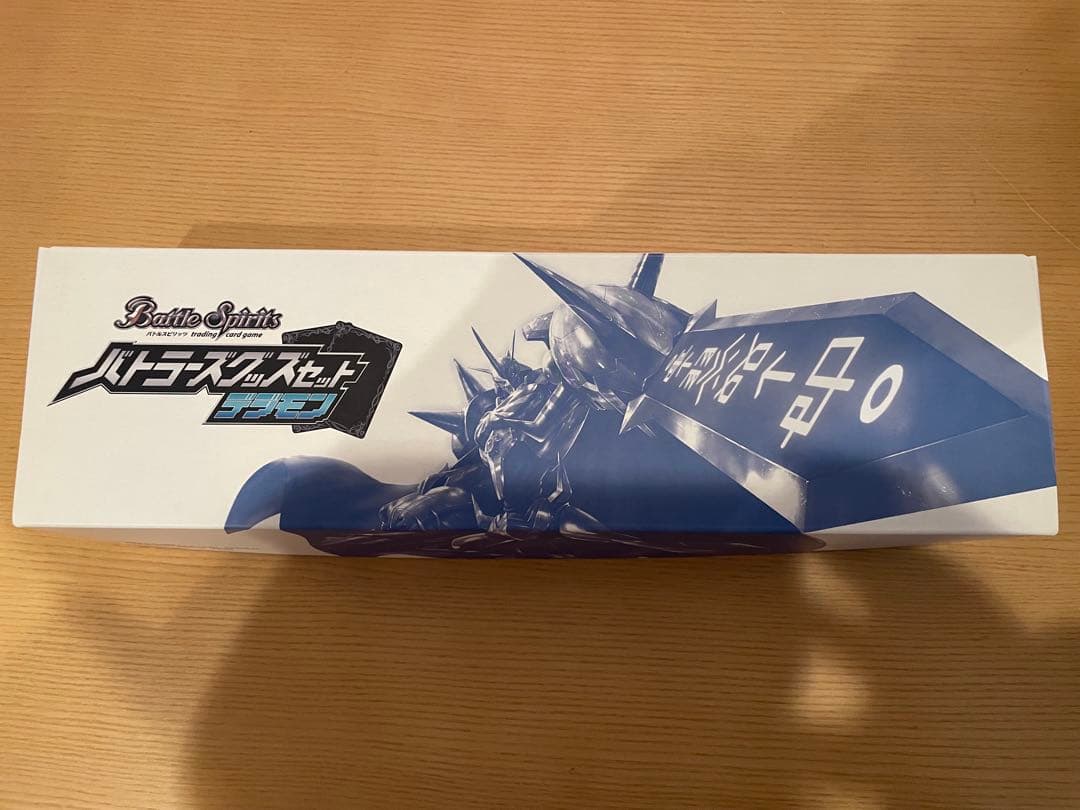 Battle Spirits
バトルスピリッツ trading card game
バトラーズグッズセット
デジモン